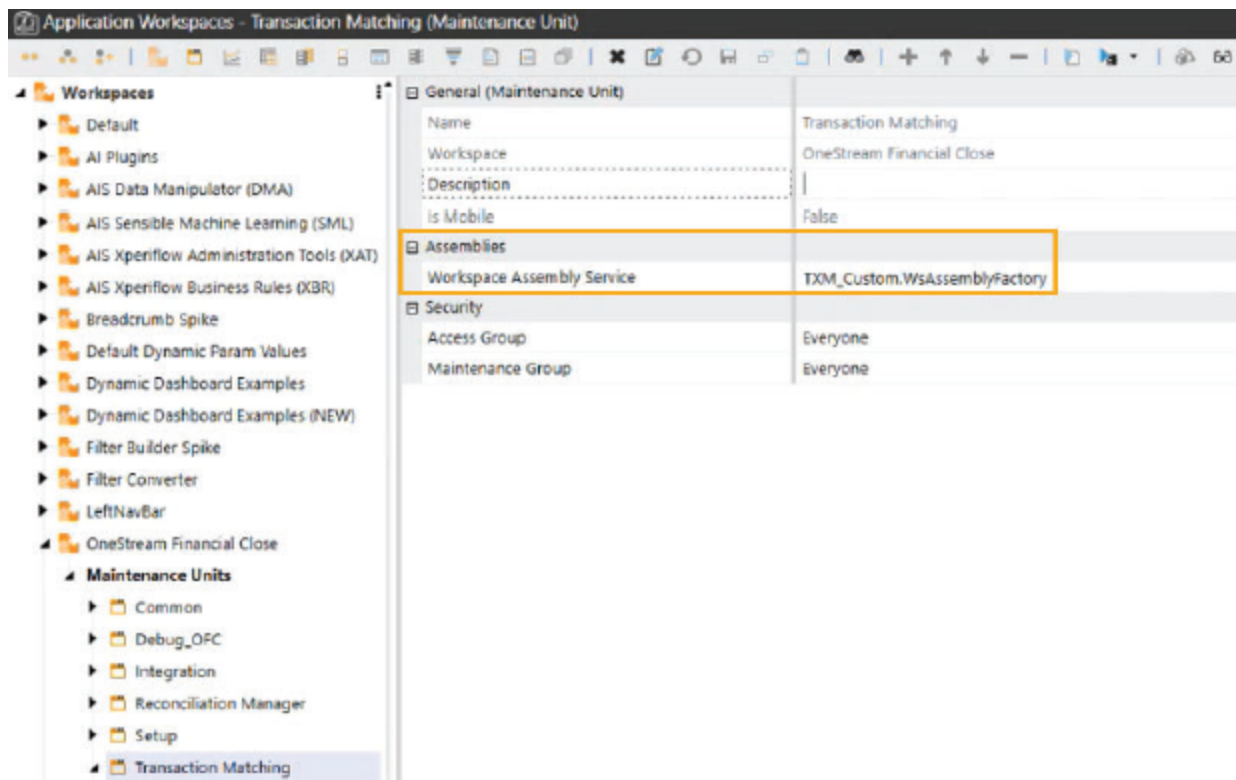 Application Workspaces - Transaction Matching (Maintenance Unit)
Workspaces
Default
AI Plugins
AIS Data Manipulator (DMA)
AIS Sensible Machine Learning (SML)
AIS Xperiflow Administration Tools (XAT)
AIS Xperiflow Business Rules (XBR)
Breadcrumb Spike
Default Dynamic Param Values
Dynamic Dashboard Examples
Dynamic Dashboard Examples (NEW)
Filter Builder Spike
Filter Converter
LeftNavBar
OneStream Financial Close
Maintenance Units
Common
Debug_OFC
Integration
Reconciliation Manager
Setup
Transaction Matching
General (Maintenance Unit)
Name Transaction Matching
Workspace OneStream Financial Close
Description
Is Mobile False
Assemblies
Workspace Assembly Service TXM_Custom.WsAssemblyFactory
Security
Access Group Everyone
Maintenance Group Everyone